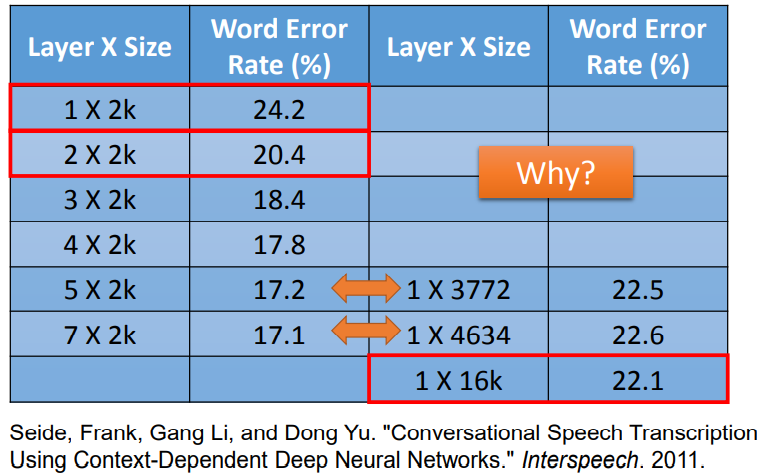 Layer X Size Word Error Rate (%) Layer X Size Word Error Rate (%)
1 X 2k 24.2
2 X 2k 20.4
Why?
3 X 2k 18.4
4 X 2k 17.8
5 X 2k 17.2 1 X 3772 22.5
7 X 2k 17.1 1 X 4634 22.6
1 X 16k 22.1
Seide, Frank, Gang Li, and Dong Yu. "Conversational Speech Transcription
Using Context-Dependent Deep Neural Networks." Interspeech. 2011.